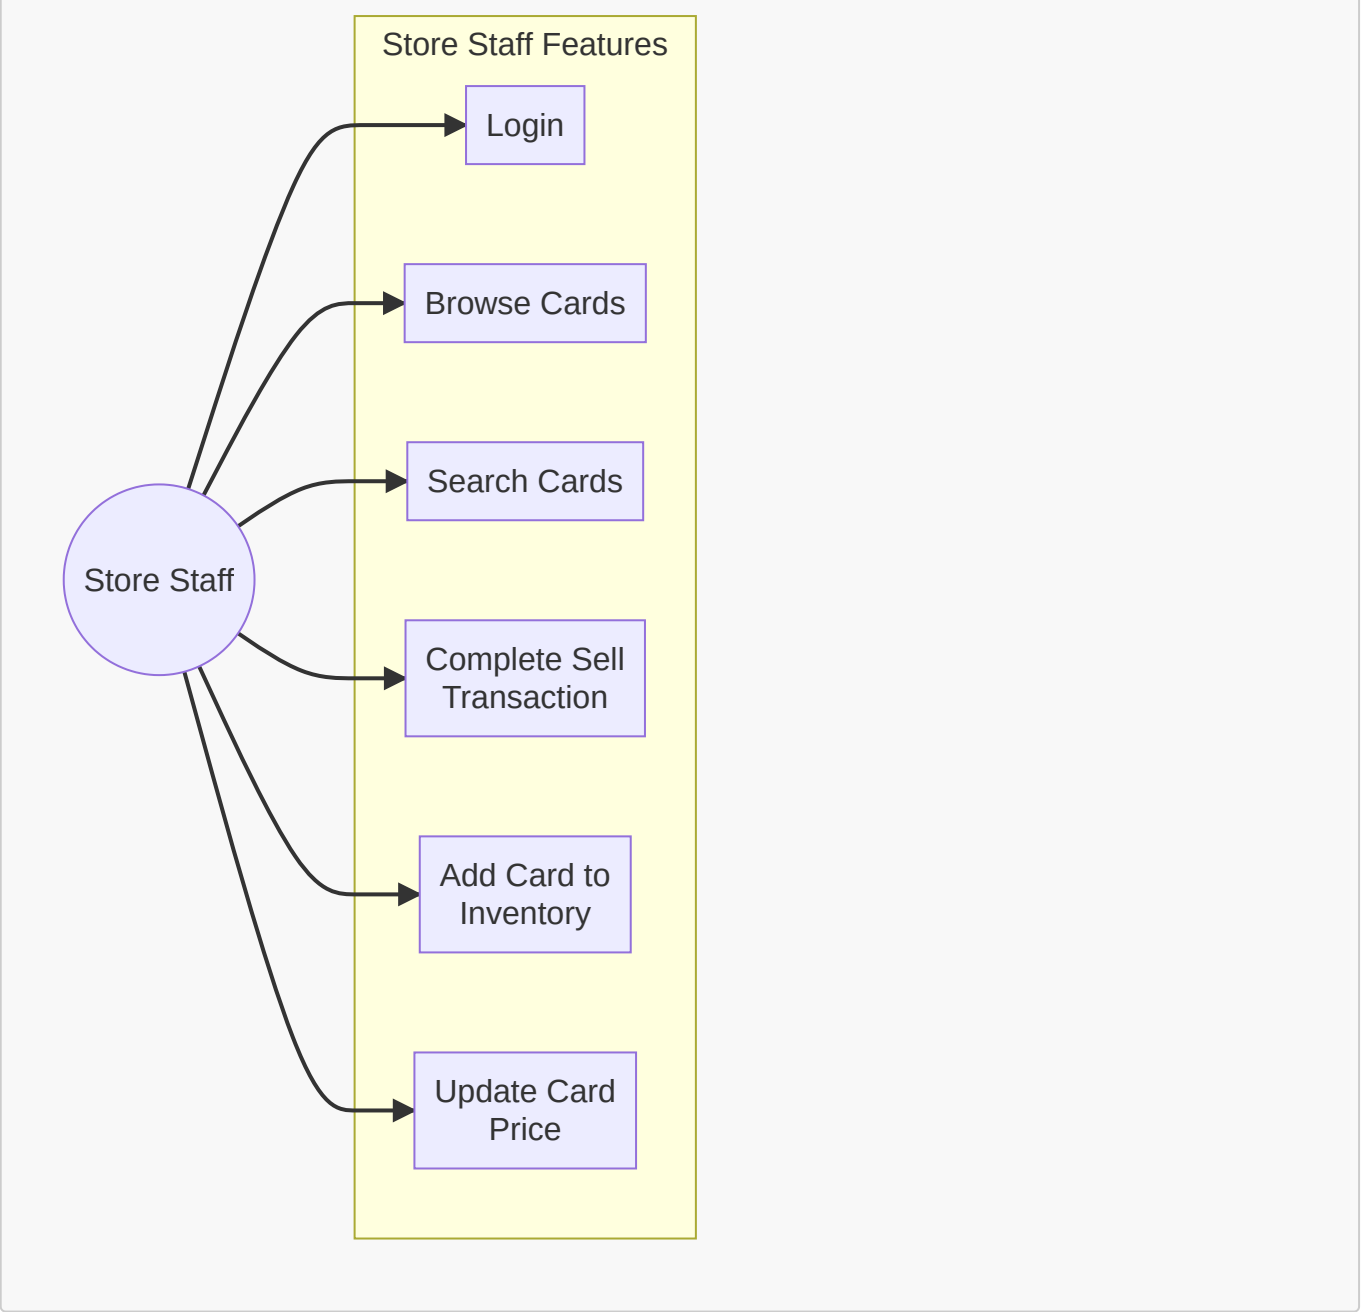 Store Staff Features
Login
Browse Cards
Search Cards
Store Staff
Complete Sell
Transaction
Add Card to
Inventory
Update Card
Price